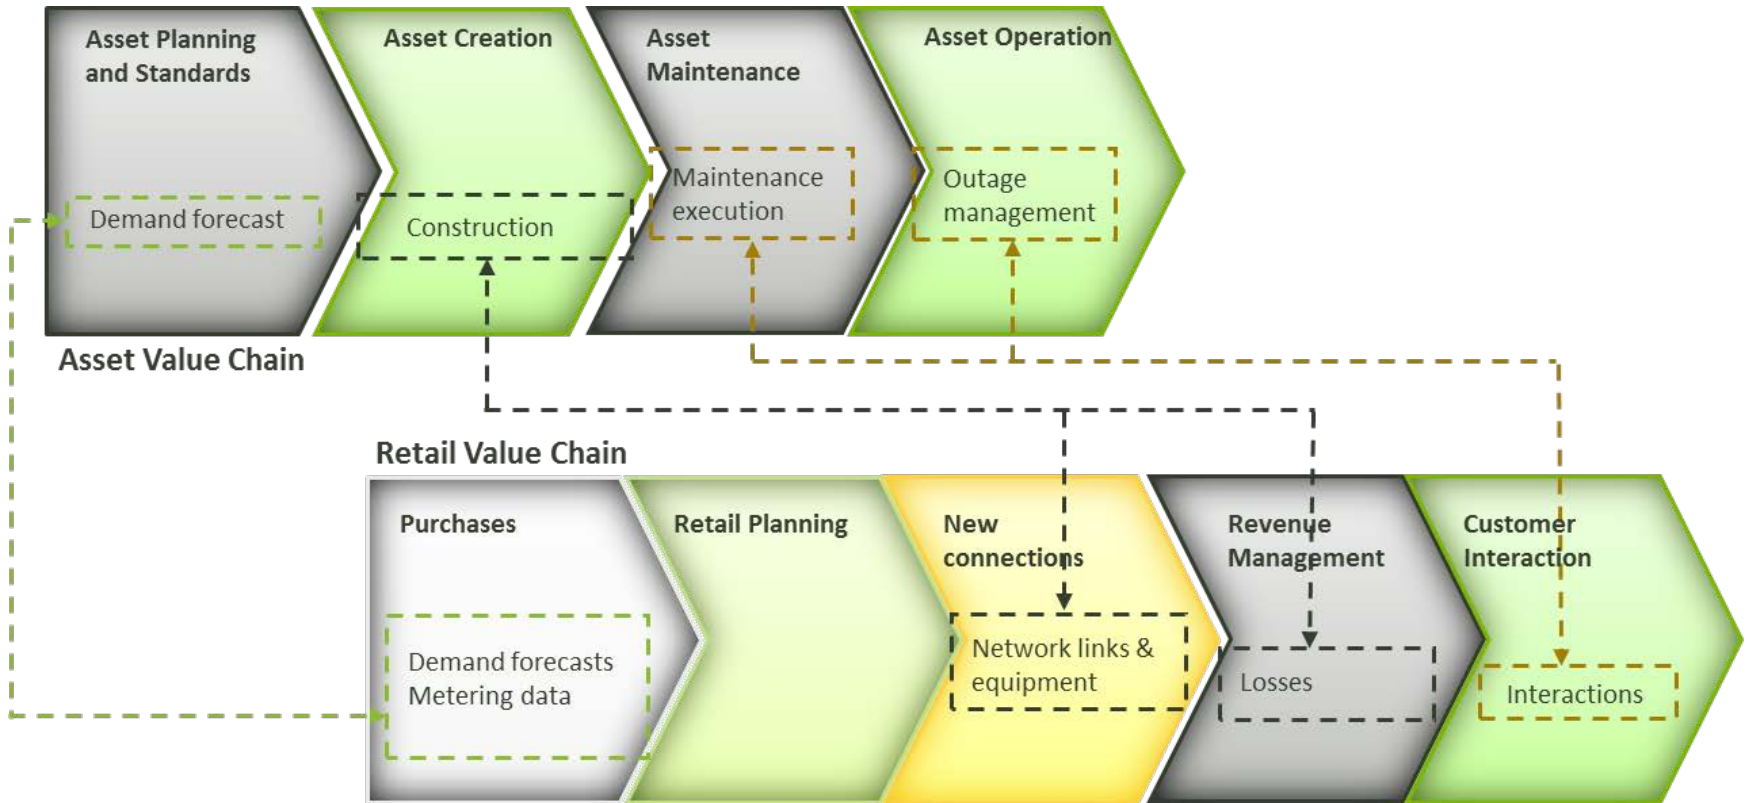 Asset Planning
and Standards
Demand forecast
Asset Creation
Construction
Asset
Maintenance
Maintenance
execution
Asset Operation
Outage
management
Asset Value Chain
Retail Value Chain
Purchases
Demand forecasts
Metering data
Retail Planning
New
connections
Network links &
equipment
Revenue
Management
Losses
Customer
Interaction
Interactions